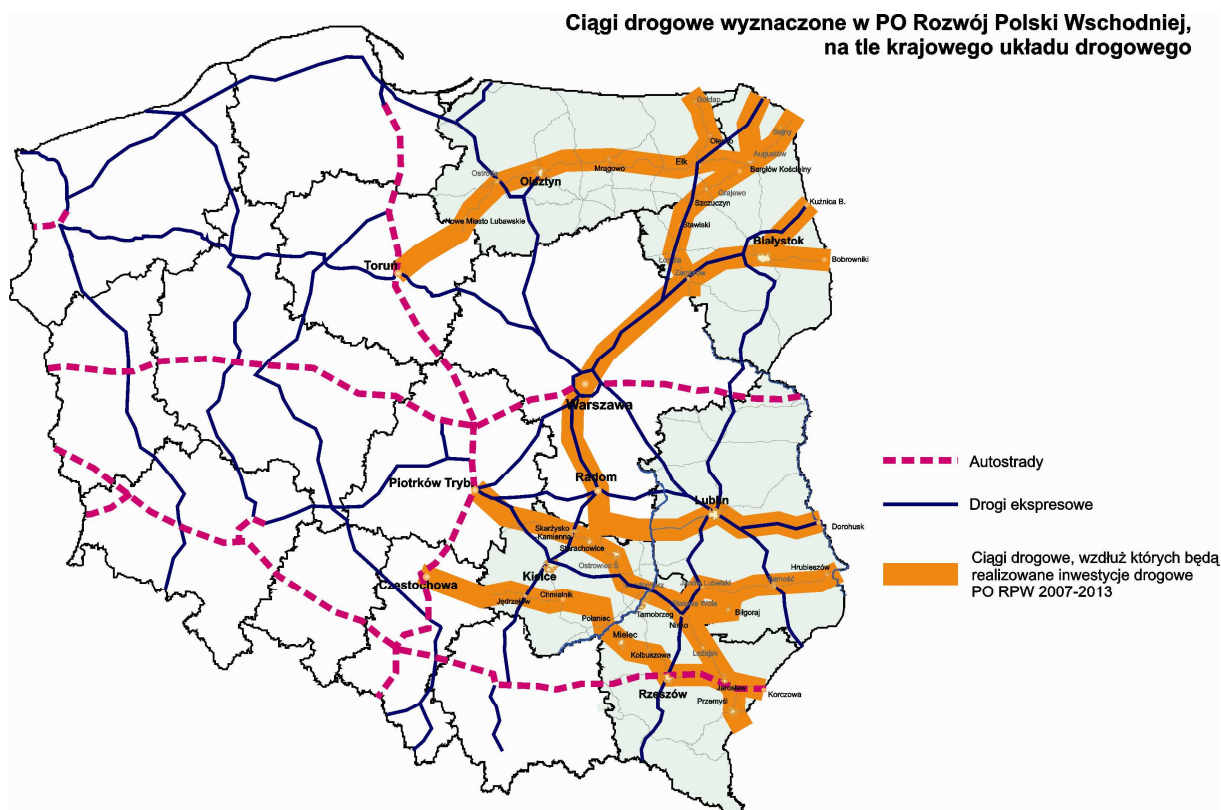 Ciągi drogowe wyznaczone w PO Rozwój Polski Wschodniej,
na tle krajowego układu drogowego
Gołdap
Olecko
Sejny
Augustów
Ełk
Bargłów Kościelny
Mrągowo
Ostróda
Olsztyn
Grajewo
Szczuczyn
Kuźnica B.
Nowe Miasto Lubawskie
Stawiski
Białystok
Bobrowniki
Łomża
Zambrów
Toruń
Warszawa
Autostrady
Piotrków Tryb.
Radom
Lublin
Drogi ekspresowe
Dorohusk
Skarżysko
Kamienna
Starachowice
Ostrowiec Ś
Kielce
Częstochowa
Hrubieszów
Zamość
Janów Lubelski
Stalowa Wola
Ciągi drogowe, wzdłuż których będą
realizowane inwestycje drogowe
PO RPW 2007-2013
Chmielnik
Jędrzejów
Tarnobrzeg
Biłgoraj
Połaniec
Nisko
Mielec
Kolbuszowa
Leżajsk
Rzeszów
Jarosław
Korczowa
Przemyśl